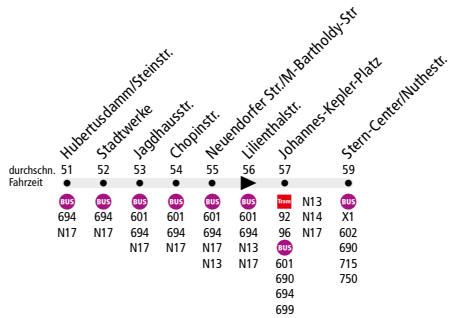 Hubertusdamm/Steinstr.
Stadtwerke
Jagdhausstr.
Chopinstr.
Neuendorfer Str./M-Bartholdy-Str
Lilienthalstr.
Johannes-Kepler-Platz
Stern-Center/Nuthestr.
durchschn. 51 52 53 54 55 56 57 59
Fahrzeit
BUS BUS BUS BUS BUS BUS Tram N13 BUS
694 694 601 601 601 601 92 N14 X1
N17 N17 694 694 694 694 96 N17 602
N17 N17 N17 N13 BUS 690
N13 N17 601 715
690 750
694
699